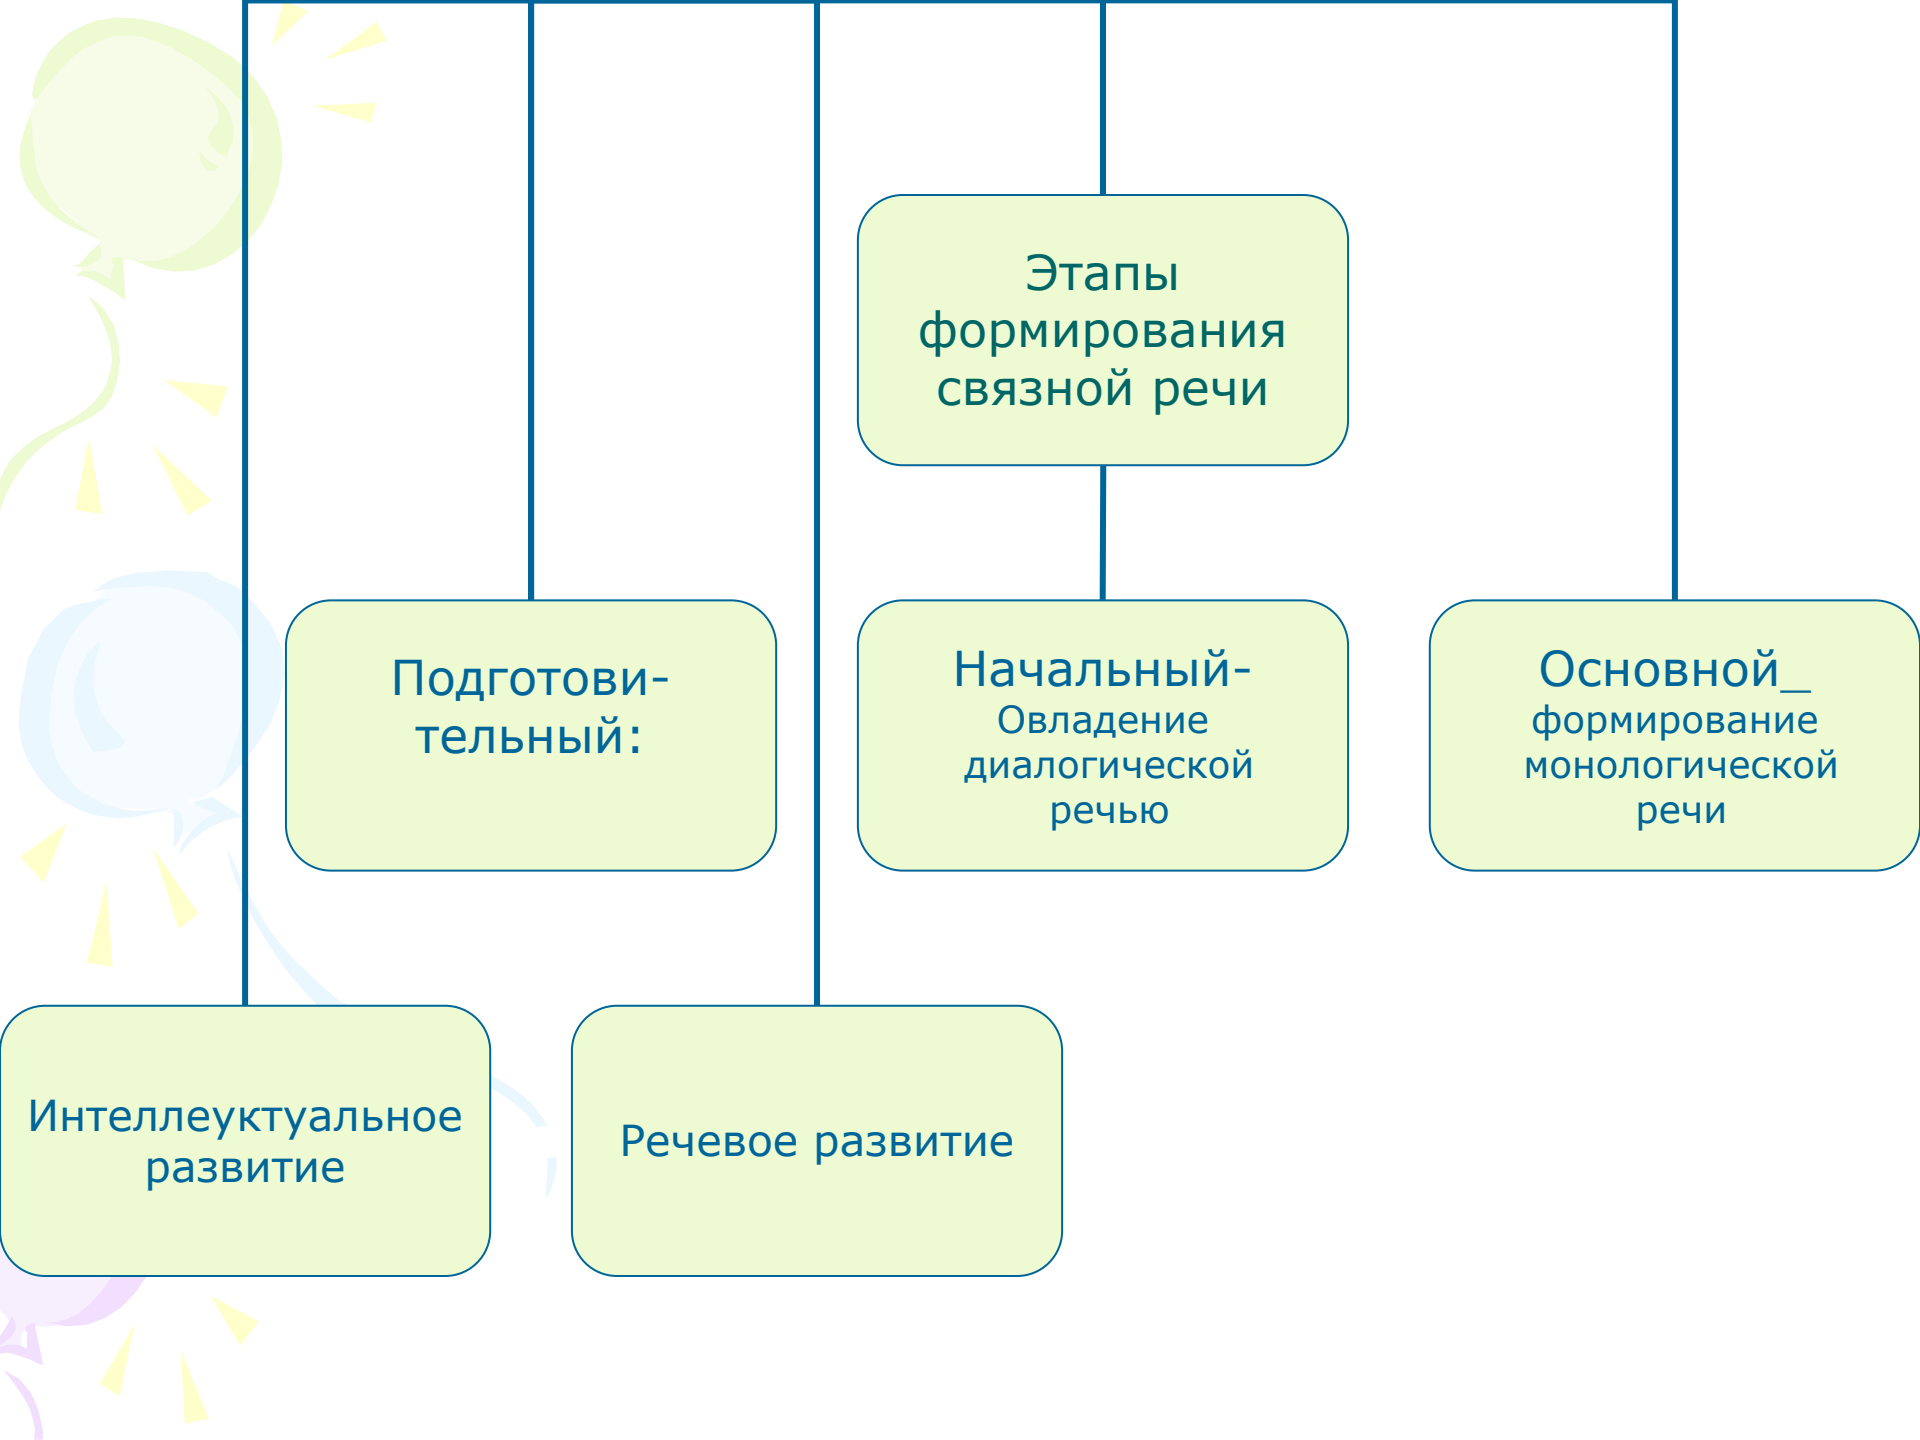 Этапы
формирования
связной речи
Подготови-
тельный:
Начальный-
Овладение
диалогической
речью
Основной_
формирование
монологической
речи
Интеллеуктуальное
развитие
Речевое развитие